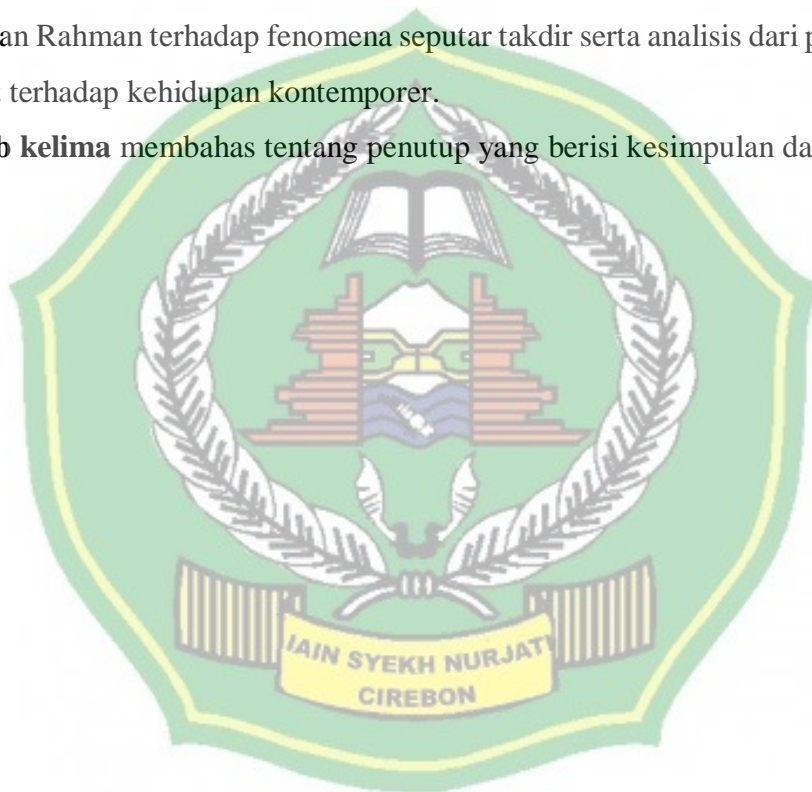 an Rahman terhadap fenomena seputar takdir serta analisis dari p
terhadap kehidupan kontemporer.
b kelima membahas tentang penutup yang berisi kesimpulan da
IAIN SYEKH NURJATI
CIREBON